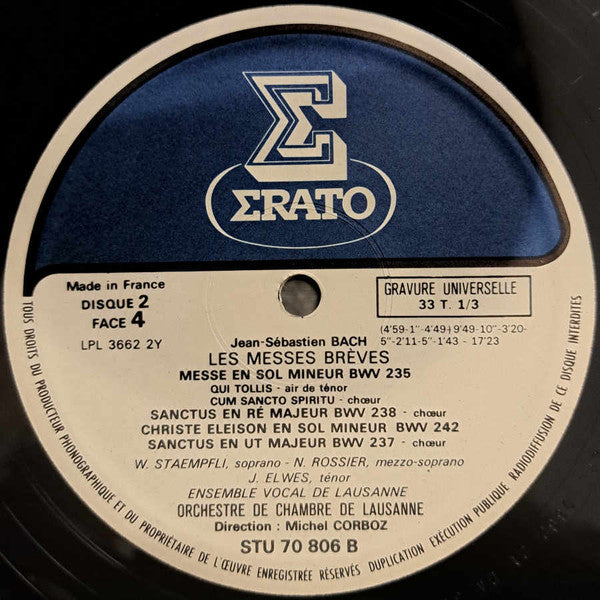 Σ
ΣRATO
Made in France
DISQUE 2
FACE 4
LPL 3662 2Y
GRAVURE UNIVERSELLE
33 T. 1/3
(4'59-1''-4'49+9'49-10''-3'20-
5''-2'11-5''-1'43 - 17'23
Jean-Sébastien BACH
LES MESSES BRÈVES
MESSE EN SOL MINEUR BWV 235
QUI TOLLIS - air de ténor
CUM SANCTO SPIRITU - chœur
SANCTUS EN RÉ MAJEUR BWV 238 - chœur
CHRISTE ELEISON EN SOL MINEUR BWV 242
SANCTUS EN UT MAJEUR BWV 237 - chœur
W. STAEMPFLI, soprano - N. ROSSIER, mezzo-soprano
J. ELWES, ténor
ENSEMBLE VOCAL DE LAUSANNE
ORCHESTRE DE CHAMBRE DE LAUSANNE
Direction : Michel CORBOZ
STU 70 806 B
TOUS DROITS DU PRODUCTEUR PHONOGRAPHIQUE ET DU PROPRIÉTAIRE DE L'ŒUVRE ENREGISTRÉE RÉSERVÉS DUPLICATION EXÉCUTION PUBLIQUE RADIODIFFUSION DE CE DISQUE INTERDITES